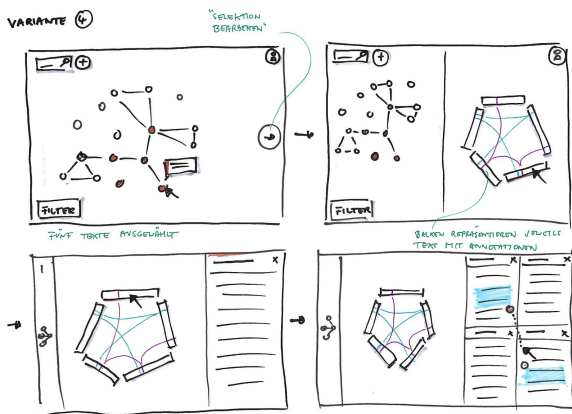 VARIANTE 4
"SELEKTION
BEARBEITEN"
FILTER
FILTER
FÜNF TEXTE AUSGEWÄHLT
BALKEN REPRÄSENTIEREN JEWEILS
TEXT MIT ANNOTATIONEN